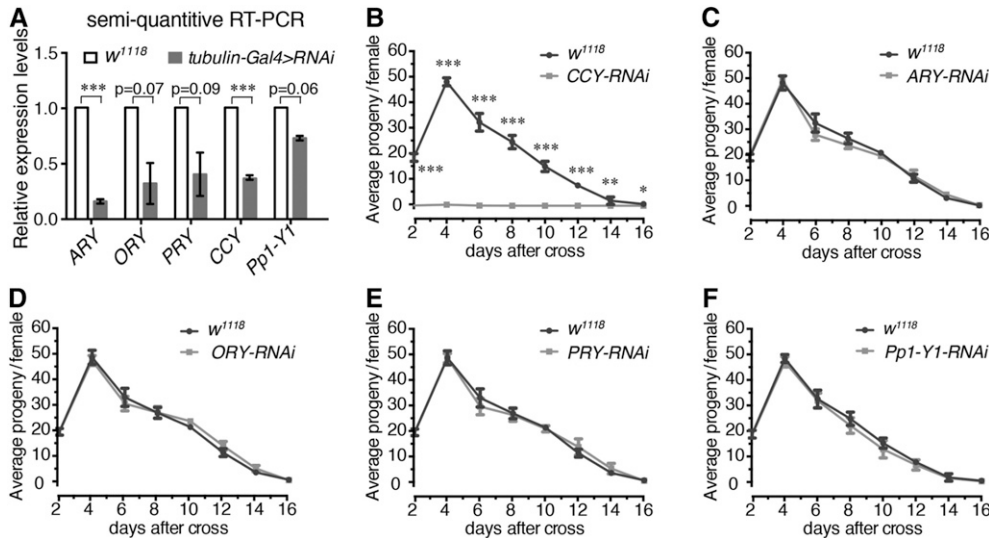 A
semi-quantitive RT-PCR
w1118 tubulin-Gal4>RNAi
*** p=0.07 p=0.09 *** p=0.06
Relative expression levels
1.5
1.0
0.5
0.0
ARY ORY PRY CCY Pp1-Y1
B
w1118
CCY-RNAi
Average progeny/female
60
50
40
30
20
10
0
*** *** *** *** *** *** ** *
2 4 6 8 10 12 14 16
days after cross
C
w1118
ARY-RNAi
Average progeny/female
60
50
40
30
20
10
0
2 4 6 8 10 12 14 16
days after cross
D
w1118
ORY-RNAi
Average progeny/female
60
50
40
30
20
10
0
2 4 6 8 10 12 14 16
days after cross
E
w1118
PRY-RNAi
Average progeny/female
60
50
40
30
20
10
0
2 4 6 8 10 12 14 16
days after cross
F
w1118
Pp1-Y1-RNAi
Average progeny/female
60
50
40
30
20
10
0
2 4 6 8 10 12 14 16
days after cross